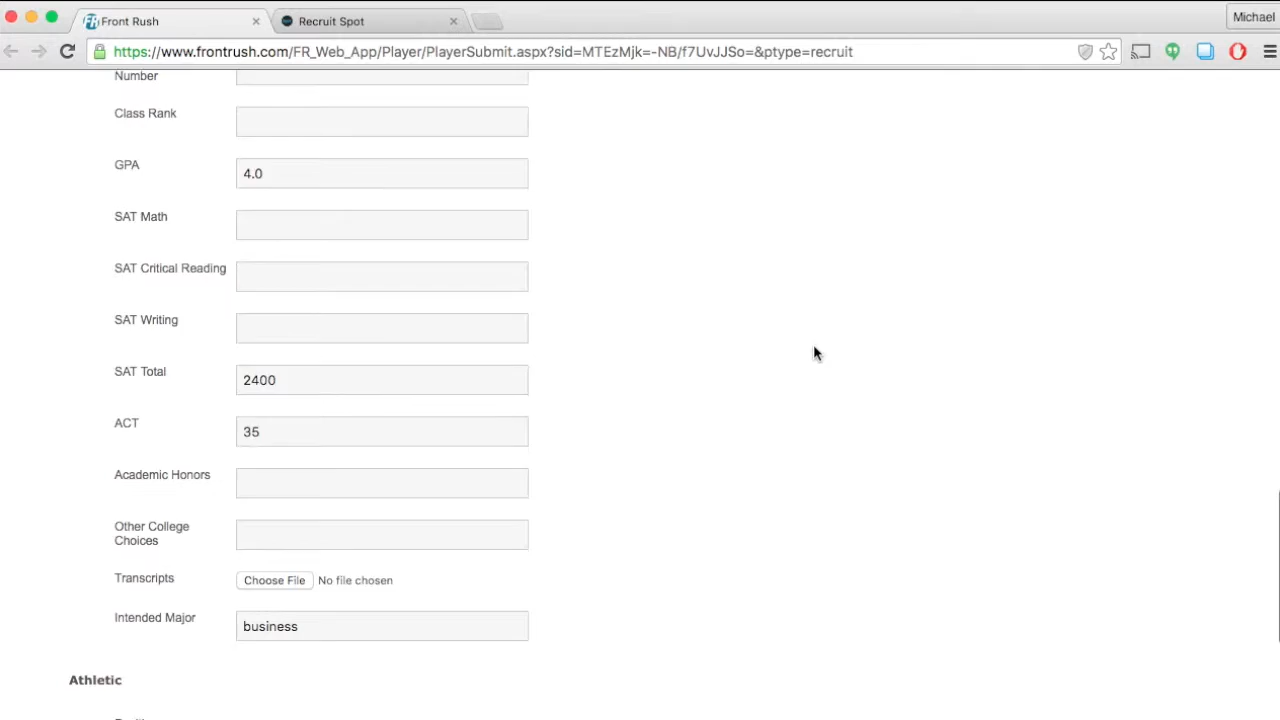 Front Rush
Recruit Spot
Michael
https://www.frontrush.com/FR_Web_App/Player/PlayerSubmit.aspx?sid=MTEzMjk=-NB/f7UvJJSo=&ptype=recruit
Number
Class Rank
GPA 4.0
SAT Math
SAT Critical Reading
SAT Writing
SAT Total 2400
ACT 35
Academic Honors
Other College
Choices
Transcripts Choose File No file chosen
Intended Major business
Athletic